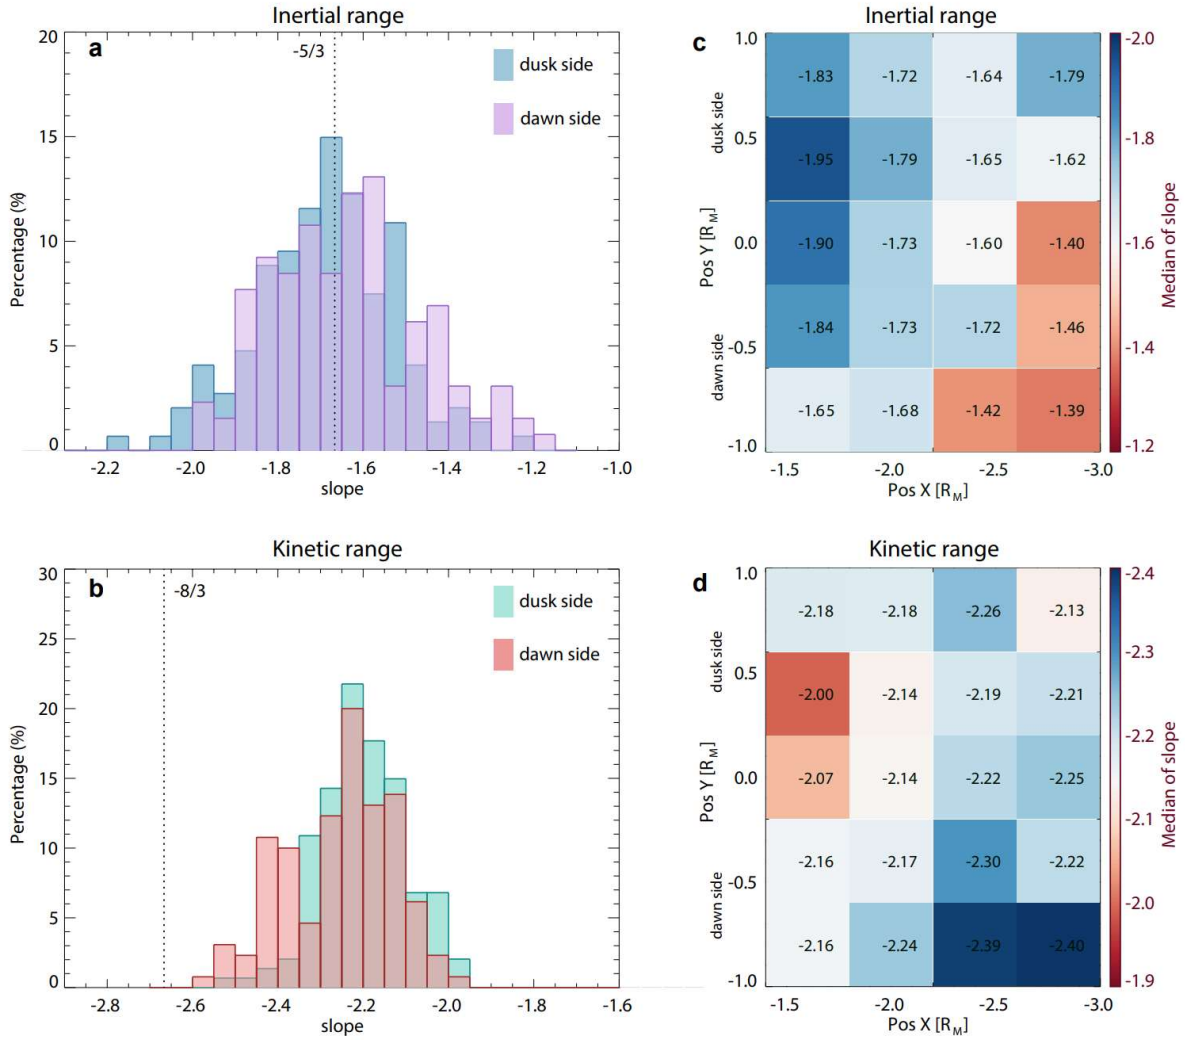 Inertial range
a
-5/3
dusk side
dawn side
20
15
10
5
0
Percentage (%)
-2.2 -2.0 -1.8 -1.6 -1.4 -1.2 -1.0
slope
Inertial range
c
1.0
0.5
0.0
-0.5
-1.0
dusk side
Pos Y [R_M]
dawn side
-1.83 -1.72 -1.64 -1.79
-1.95 -1.79 -1.65 -1.62
-1.90 -1.73 -1.60 -1.40
-1.84 -1.73 -1.72 -1.46
-1.65 -1.68 -1.42 -1.39
-1.5 -2.0 -2.5 -3.0
Pos X [R_M]
-2.0
-1.8
-1.6
-1.4
-1.2
Median of slope
Kinetic range
b
-8/3
dusk side
dawn side
30
25
20
15
10
5
0
Percentage (%)
-2.8 -2.6 -2.4 -2.2 -2.0 -1.8 -1.6
slope
Kinetic range
d
1.0
0.5
0.0
-0.5
-1.0
dusk side
Pos Y [R_M]
dawn side
-2.18 -2.18 -2.26 -2.13
-2.00 -2.14 -2.19 -2.21
-2.07 -2.14 -2.22 -2.25
-2.16 -2.17 -2.30 -2.22
-2.16 -2.24 -2.39 -2.40
-1.5 -2.0 -2.5 -3.0
Pos X [R_M]
-2.4
-2.3
-2.2
-2.1
-2.0
-1.9
Median of slope